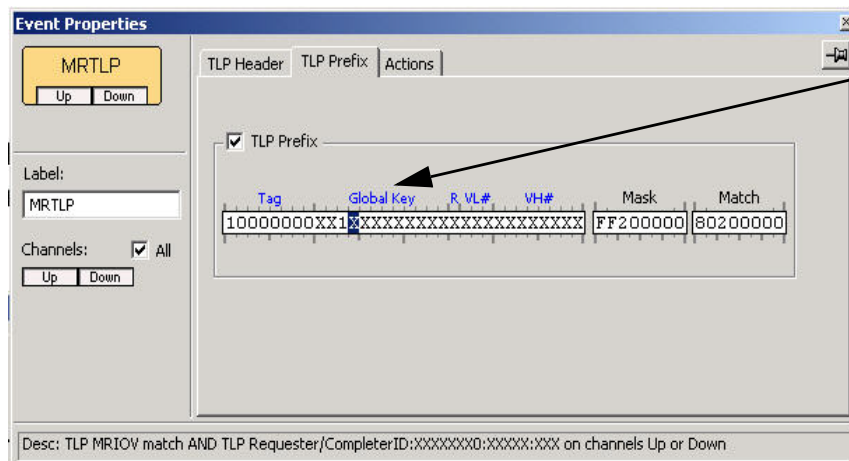 Event Properties
MRTLP
Up Down
TLP Header TLP Prefix Actions
TLP Prefix
Label:
MRTLP
Tag Global Key R VL# VH# Mask Match
10000000XX1XXXXXXXXXXXXXXXXXXXXX FF200000 80200000
Channels: All
Up Down
Desc: TLP MRIOV match AND TLP Requester/CompleterID:XXXXXXX0:XXXXX:XXX on channels Up or Down